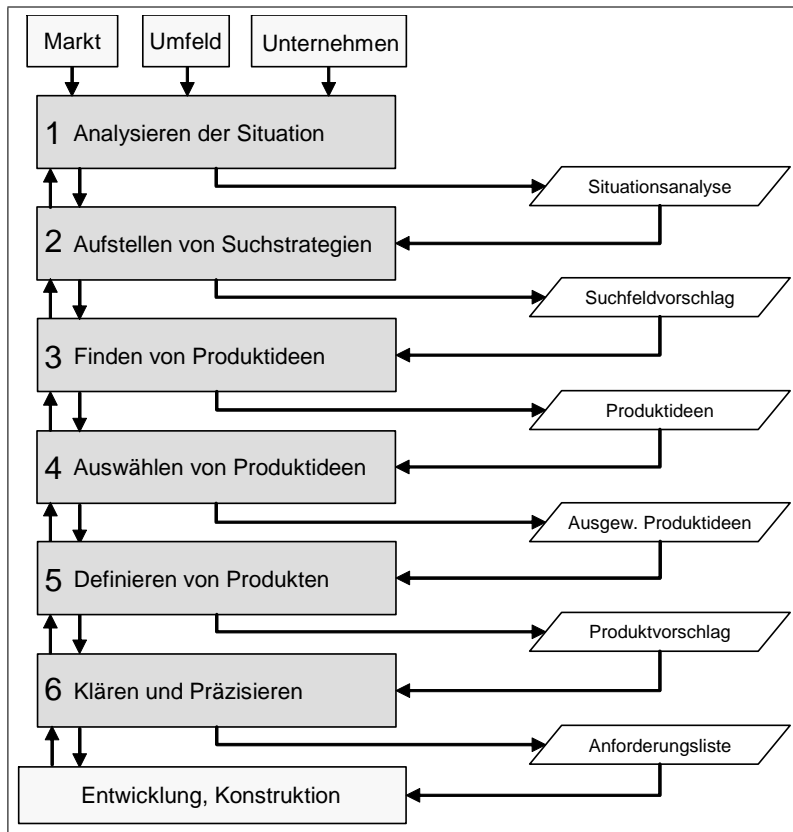 Markt Umfeld Unternehmen
1 Analysieren der Situation
Situationsanalyse
2 Aufstellen von Suchstrategien
Suchfeldvorschlag
3 Finden von Produktideen
Produktideen
4 Auswählen von Produktideen
Ausgew. Produktideen
5 Definieren von Produkten
Produktvorschlag
6 Klären und Präzisieren
Anforderungsliste
Entwicklung, Konstruktion